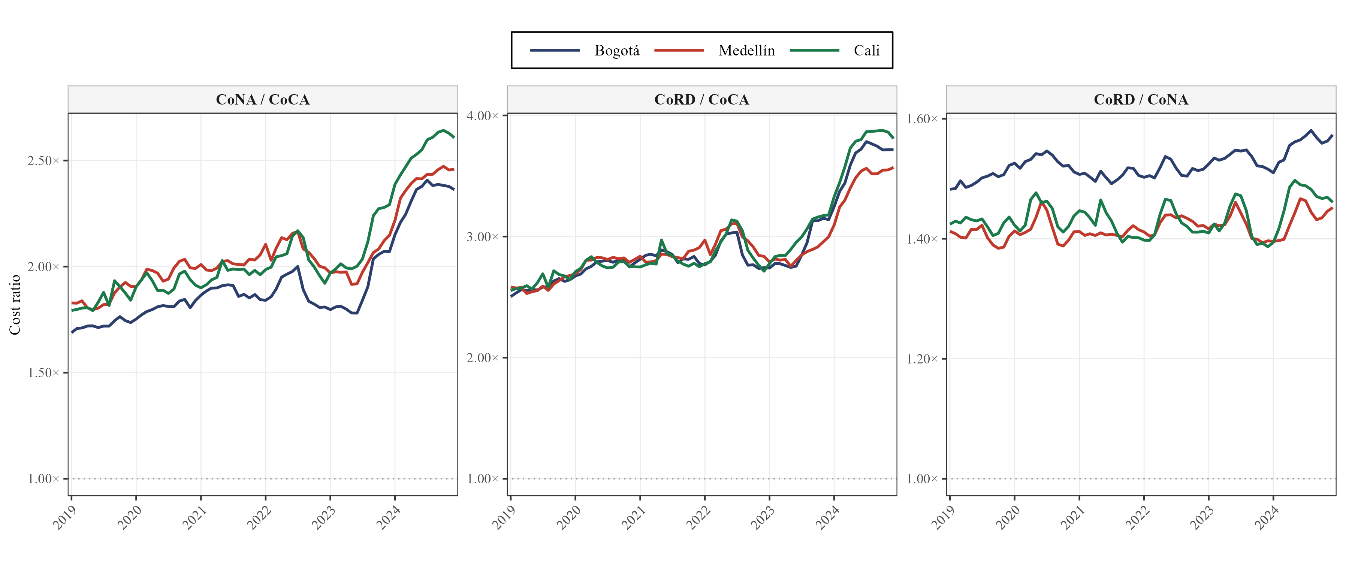 Bogotá Medellín Cali
CoNA / CoCA
CoRD / CoCA
CoRD / CoNA
Cost ratio
2.50×
2.00×
1.50×
1.00×
2019 2020 2021 2022 2023 2024
4.00×
3.00×
2.00×
1.00×
2019 2020 2021 2022 2023 2024
1.60×
1.40×
1.20×
1.00×
2019 2020 2021 2022 2023 2024